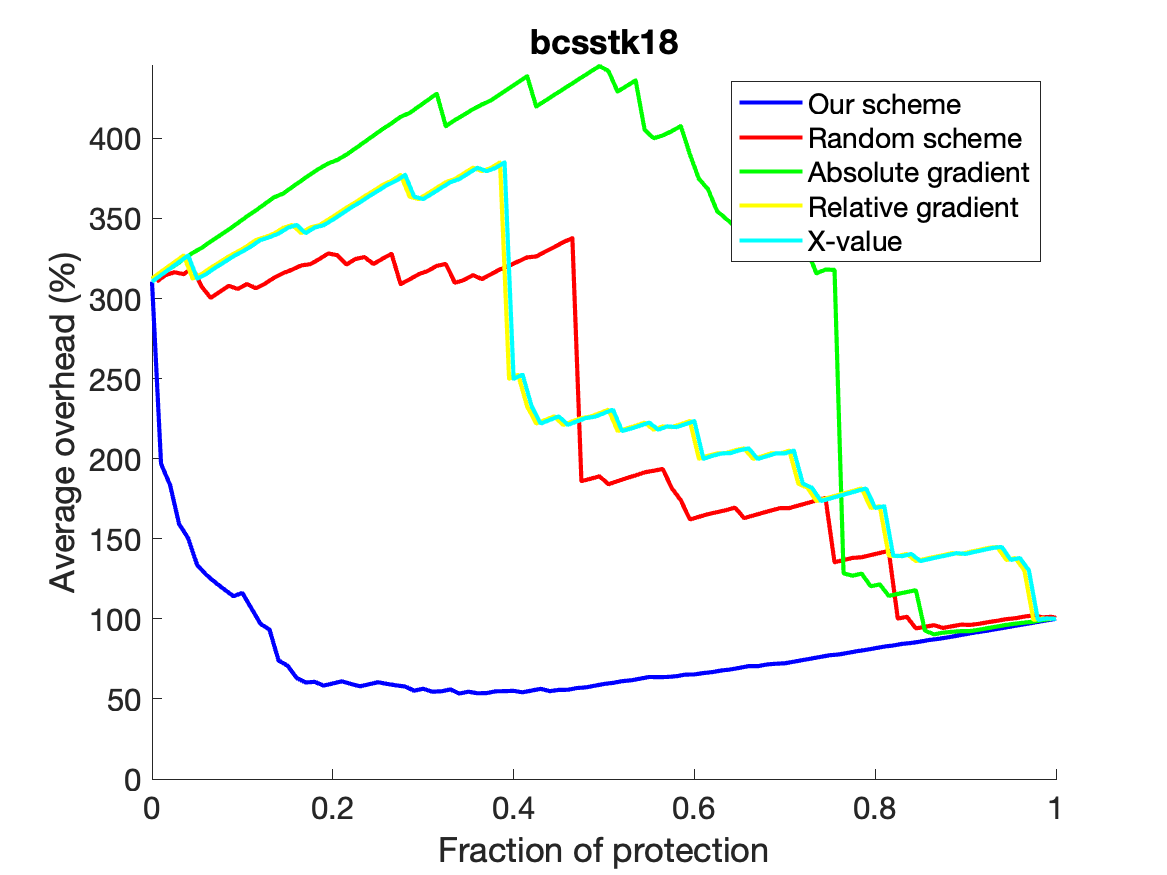 bcsstk18
Our scheme
Random scheme
Absolute gradient
Relative gradient
X-value
Average overhead (%)
400
350
300
250
200
150
100
50
0
0 0.2 0.4 0.6 0.8 1
Fraction of protection